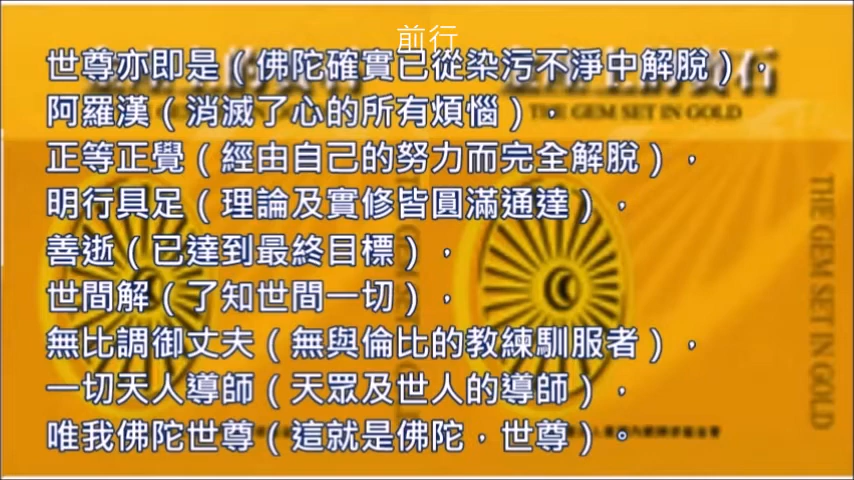 前行
世尊亦即是（佛陀確實已從染污不淨中解脫），
阿羅漢（消滅了心的所有煩惱），
正等正覺（經由自己的努力而完全解脫），
明行具足（理論及實修皆圓滿通達），
善逝（已達到最終目標），
世間解（了知世間一切），
無比調御丈夫（無與倫比的教練馴服者），
一切天人導師（天眾及世人的導師），
唯我佛陀世尊（這就是佛陀，世尊）。
THE GEM SET IN GOLD
THE GEM SET IN GOLD